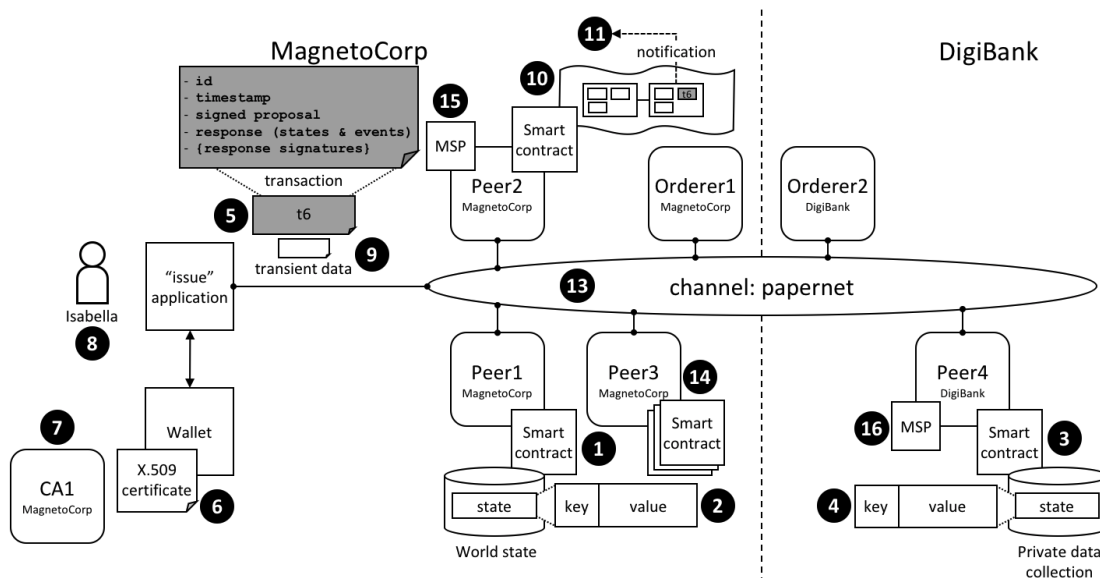 MagnetoCorp
DigiBank
- id
- timestamp
- signed proposal
- response (states & events)
- {response signatures}
transaction
5
t6
9
transient data
15
MSP
10
Smart
contract
11
notification
t6
Peer2
MagnetoCorp
Orderer1
MagnetoCorp
Orderer2
DigiBank
Isabella
8
“issue”
application
13
channel: papernet
Wallet
7
CA1
MagnetoCorp
X.509
certificate
6
Peer1
MagnetoCorp
Smart
contract
1
state
key
value
2
World state
Peer3
MagnetoCorp
14
Smart
contract
Peer4
DigiBank
16
MSP
Smart
contract
3
4
key
value
state
Private data
collection